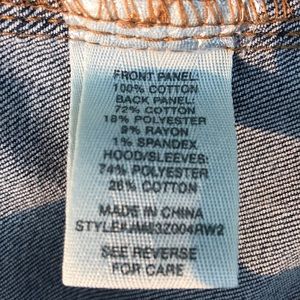 FRONT PANEL:
100% COTTON
BACK PANEL:
72% COTTON
18% POLYESTER
9% RAYON
1% SPANDEX
HOOD/SLEEVES:
74% POLYESTER
26% COTTON
MADE IN CHINA
SEE REVERSE
FOR CARE